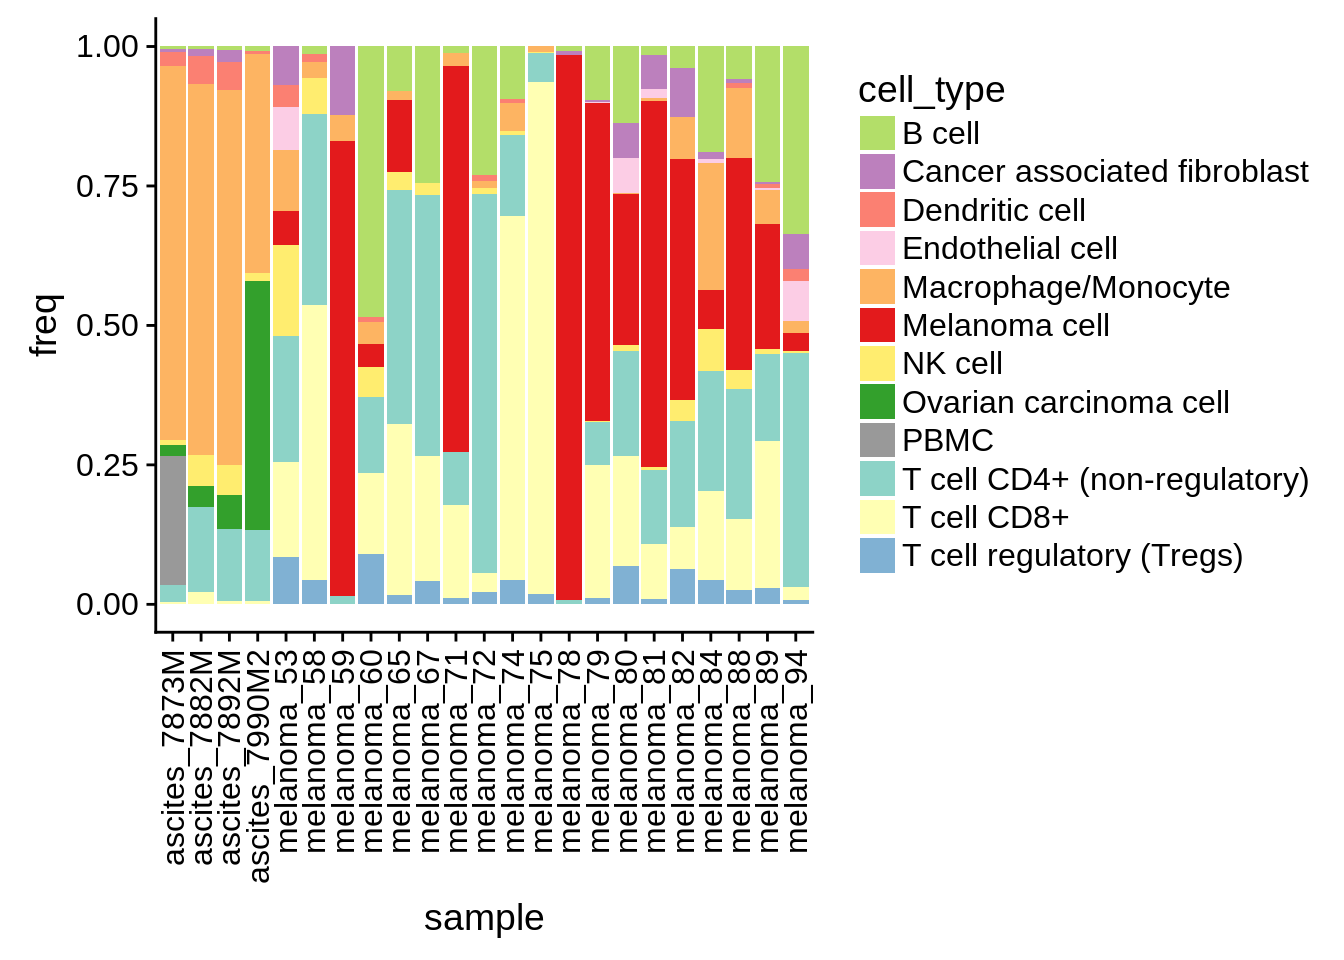 1.00
0.75
0.50
0.25
0.00
freq
ascites_7873M
ascites_7882M
ascites_7892M
ascites_7990M2
melanoma_53
melanoma_58
melanoma_59
melanoma_60
melanoma_65
melanoma_67
melanoma_71
melanoma_72
melanoma_74
melanoma_75
melanoma_78
melanoma_79
melanoma_80
melanoma_81
melanoma_82
melanoma_84
melanoma_88
melanoma_89
melanoma_94
sample
cell_type
B cell
Cancer associated fibroblast
Dendritic cell
Endothelial cell
Macrophage/Monocyte
Melanoma cell
NK cell
Ovarian carcinoma cell
PBMC
T cell CD4+ (non-regulatory)
T cell CD8+
T cell regulatory (Tregs)